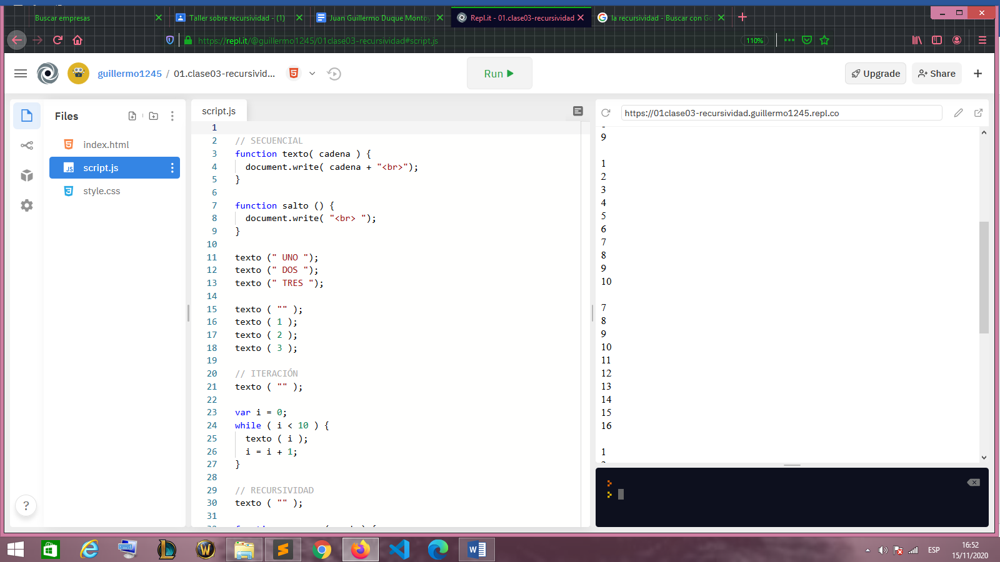 Buscar empresas
Taller sobre recursividad - (1)
Juan Guillermo Duque Montoy
Repl.it - 01.clase03-recursividad
la recursividad - Buscar con Go
https://repl.it/@guillermo1245/01clase03-recursividad#script.js
110%
guillermo1245 / 01.clase03-recursivid...
Run
Upgrade
Share
Files
index.html
script.js
style.css
script.js
1
2 // SECUENCIAL
3 function texto( cadena ) {
4 document.write( cadena + "<br>");
5 }
6
7 function salto () {
8 document.write( "<br> ");
9 }
10
11 texto (" UNO ");
12 texto (" DOS ");
13 texto (" TRES ");
14
15 texto ( "" );
16 texto ( 1 );
17 texto ( 2 );
18 texto ( 3 );
19
20 // ITERACIÓN
21 texto ( "" );
22
23 var i = 0;
24 while ( i < 10 ) {
25 texto ( i );
26 i = i + 1;
27 }
28
29 // RECURSIVIDAD
30 texto ( "" );
31
https://01clase03-recursividad.guillermo1245.repl.co
9
1
2
3
4
5
6
7
8
9
10
7
8
9
10
11
12
13
14
15
16
1
?
ESP
16:52
15/11/2020